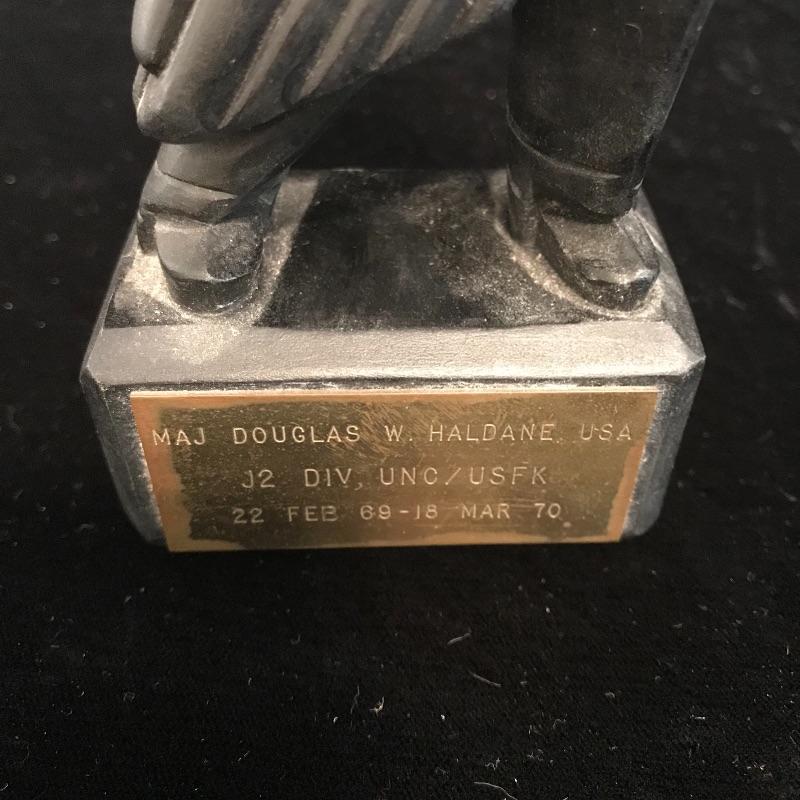 MAJ DOUGLAS W. HALDANE, USA
J2 DIV, UNC/USFK
22 FEB 69-18 MAR 70